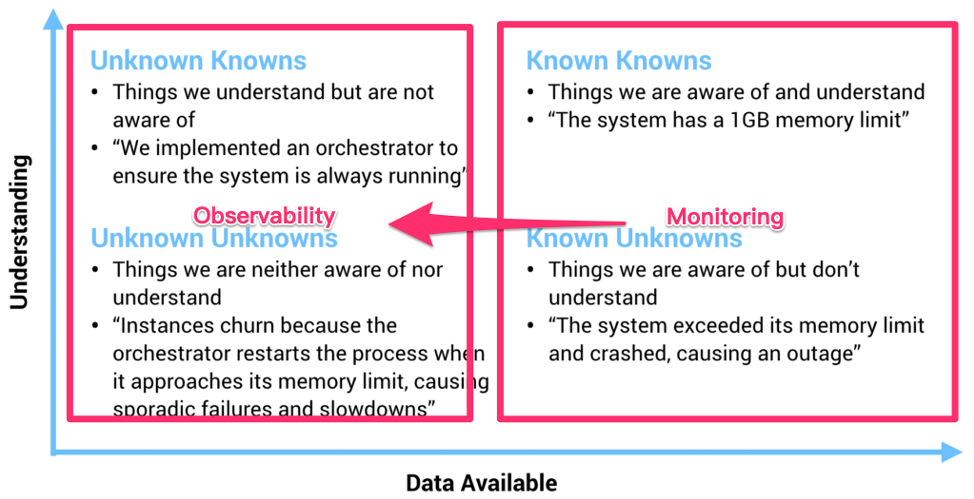 Unknown Knowns
• Things we understand but are not
aware of
• “We implemented an orchestrator to
ensure the system is always running”
Known Knowns
• Things we are aware of and understand
• “The system has a 1GB memory limit”
Observability
Monitoring
Unknown Unknowns
• Things we are neither aware of nor
understand
• “Instances churn because the
orchestrator restarts the process when
it approaches its memory limit, causing
sporadic failures and slowdowns”
Known Unknowns
• Things we are aware of but don’t
understand
• “The system exceeded its memory limit
and crashed, causing an outage”
Understanding
Data Available